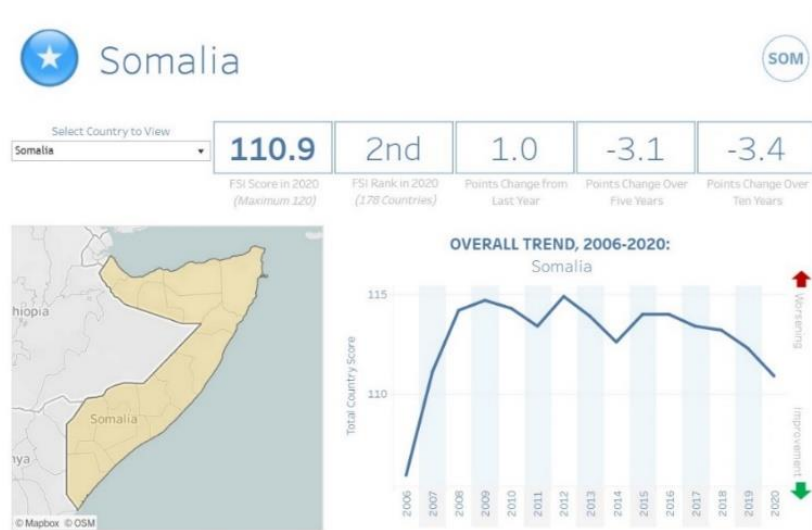 Somalia
SOM
Select Country to View
Somalia
110.9
FSI Score in 2020
(Maximum 120)
2nd
FSI Rank in 2020
(178 Countries)
1.0
Points Change from
Last Year
-3.1
Points Change Over
Five Years
-3.4
Points Change Over
Ten Years
hiopia
Somalia
nya
© Mapbox © OSM
OVERALL TREND, 2006-2020:
Somalia
Total Country Score
115
110
2006
2007
2008
2009
2010
2011
2012
2013
2014
2015
2016
2017
2018
2019
2020
Worsening
Improvement